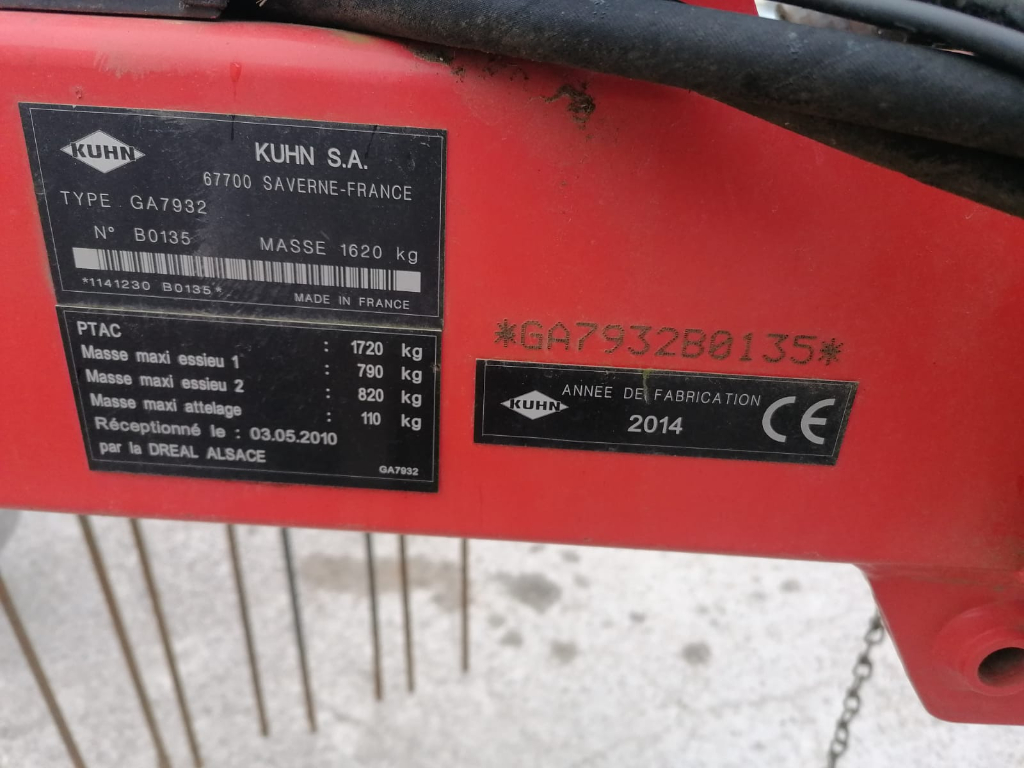 KUHN
KUHN S.A.
67700 SAVERNE-FRANCE
TYPE GA7932
N° B0135 MASSE 1620 kg
*1141230 B0135*
MADE IN FRANCE
PTAC : 1720 kg
Masse maxi essieu 1 : 790 kg
Masse maxi essieu 2 : 820 kg
Masse maxi attelage : 110 kg
Réceptionné le : 03.05.2010
par la DREAL ALSACE
GA7932
*GA7932B0135*
KUHN
ANNEE DE FABRICATION
2014
CE